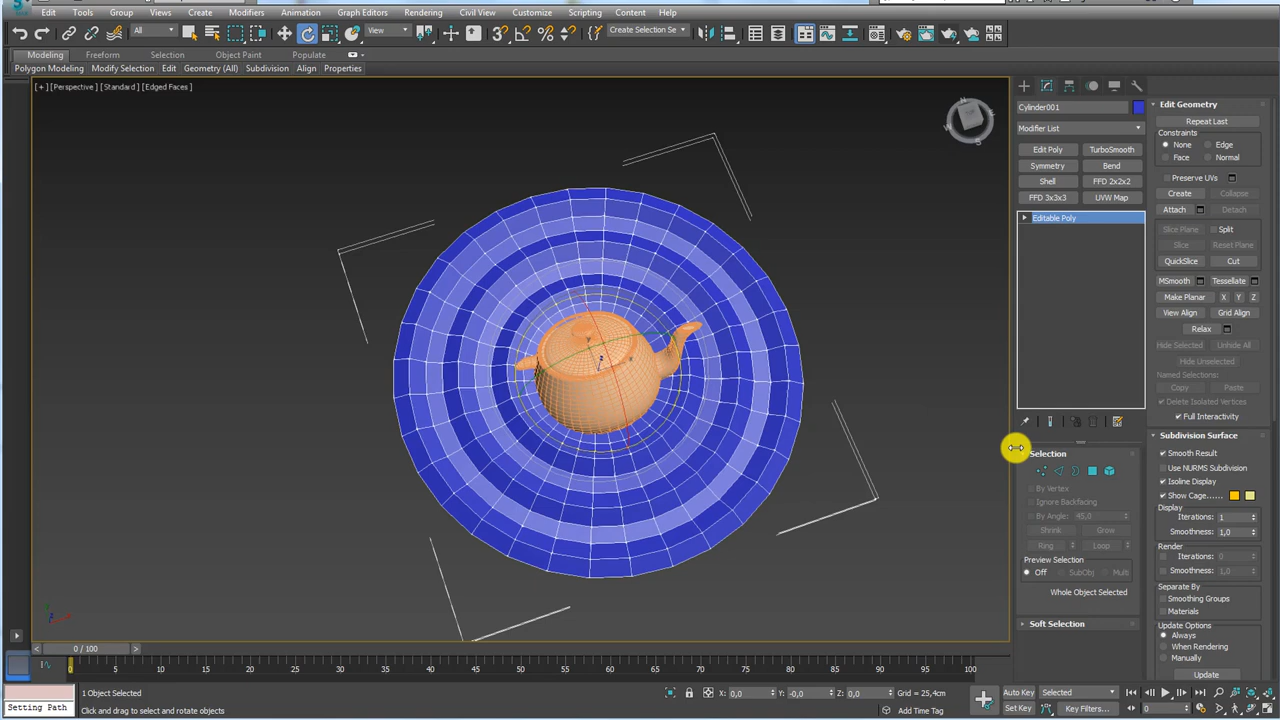 Edit Tools Group Views Create Modifiers Animation Graph Editors Rendering Civil View Customize Scripting Content Help
All View Create Selection Se
Modeling Freeform Selection Object Paint Populate
Polygon Modeling Modify Selection Edit Geometry (All) Subdivision Align Properties
[+] [Perspective] [Standard] [Edged Faces]
Cylinder001
Modifier List
Edit Poly TurboSmooth
Symmetry Bend
Shell FFD 2x2x2
FFD 3x3x3 UVW Map
Editable Poly
Selection
By Vertex
Ignore Backfacing
By Angle: 45,0
Shrink Grow
Ring Loop
Preview Selection
Off SubObj Multi
Whole Object Selected
Soft Selection
Edit Geometry
Repeat Last
Constraints
None Edge
Face Normal
Preserve UVs
Create Collapse
Attach Detach
Slice Plane Split
Slice Reset Plane
QuickSlice Cut
MSmooth Tessellate
Make Planar X Y Z
View Align Grid Align
Relax
Hide Selected Unhide All
Hide Unselected
Named Selections:
Copy Paste
Delete Isolated Vertices
Full Interactivity
Subdivision Surface
Smooth Result
Use NURMS Subdivision
Isoline Display
Show Cage......
Display
Iterations: 1
Smoothness: 1,0
Render
Iterations: 0
Smoothness: 1,0
Separate By
Smoothing Groups
Materials
Update Options
Always
When Rendering
Manually
Update
0 / 100
0 5 10 15 20 25 30 35 40 45 50 55 60 65 70 75 80 85 90 95 100
1 Object Selected X: 0,0 Y: -0,0 Z: 0,0 Grid = 25,4cm Auto Key Selected
Setting Path Click and drag to select and rotate objects Add Time Tag Set Key Key Filters... 0